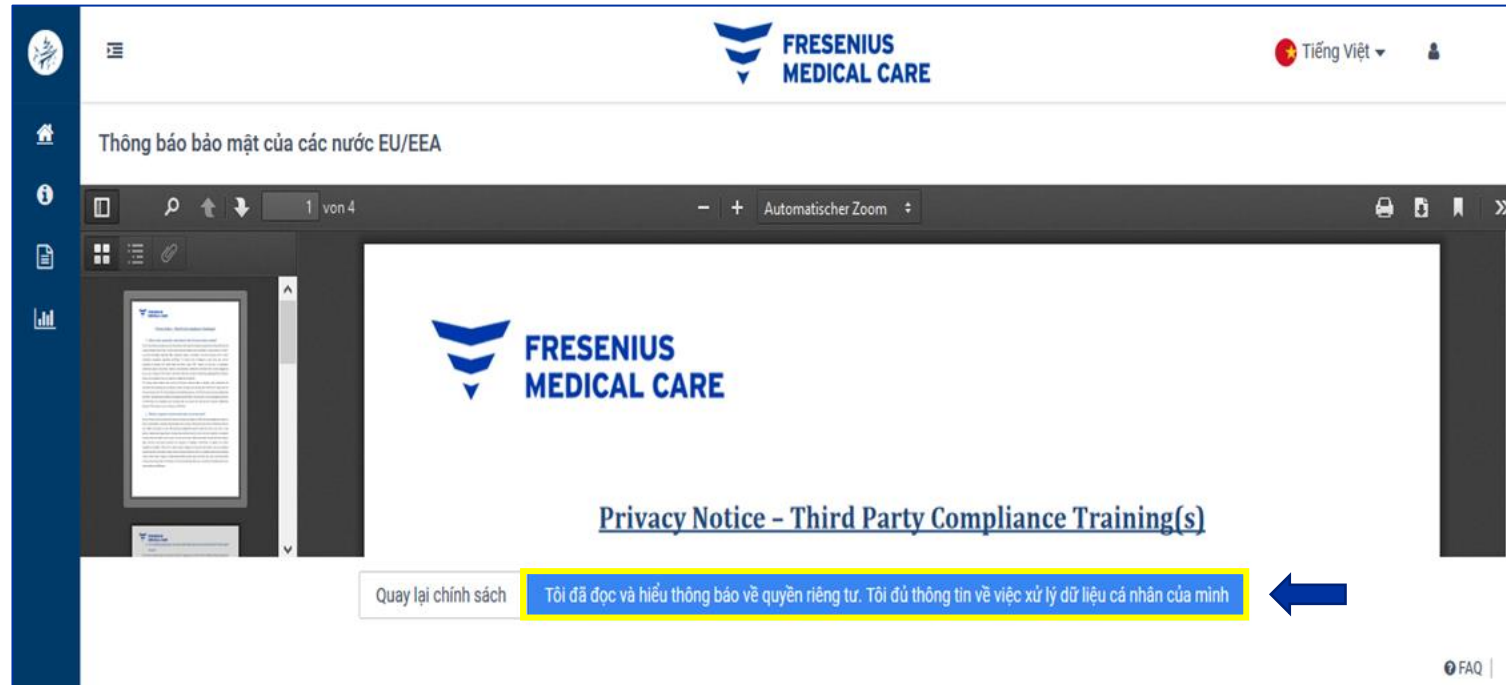 FRESENIUS
MEDICAL CARE
Tiếng Việt
Thông báo bảo mật của các nước EU/EEA
1 von 4
Automatischer Zoom
FRESENIUS
MEDICAL CARE
Privacy Notice – Third Party Compliance Training(s)
Quay lại chính sách
Tôi đã đọc và hiểu thông báo về quyền riêng tư. Tôi đủ thông tin về việc xử lý dữ liệu cá nhân của mình
FAQ